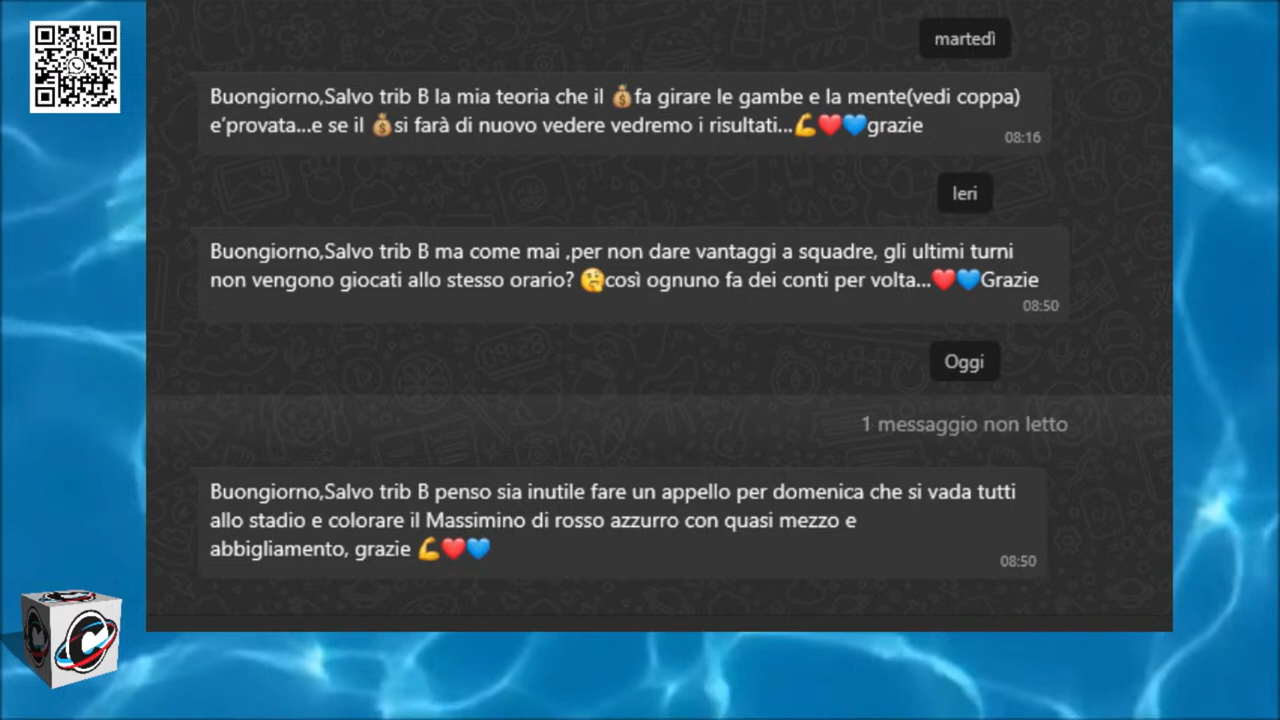 martedì
Buongiorno,Salvo trib B la mia teoria che il 💰fa girare le gambe e la mente(vedi coppa)
e'provata...e se il 💰si farà di nuovo vedere vedremo i risultati...💪❤️💙grazie
08:16
Ieri
Buongiorno,Salvo trib B ma come mai ,per non dare vantaggi a squadre, gli ultimi turni
non vengono giocati allo stesso orario? 🤔così ognuno fa dei conti per volta...❤️💙Grazie
08:50
Oggi
1 messaggio non letto
Buongiorno,Salvo trib B penso sia inutile fare un appello per domenica che si vada tutti
allo stadio e colorare il Massimino di rosso azzurro con quasi mezzo e
abbigliamento, grazie 💪❤️💙
08:50